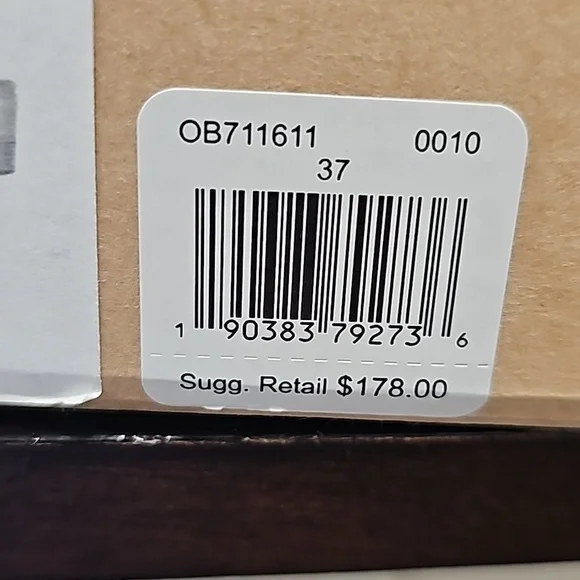 OB711611 0010
37
1 90383 79273 6
Sugg. Retail $178.00